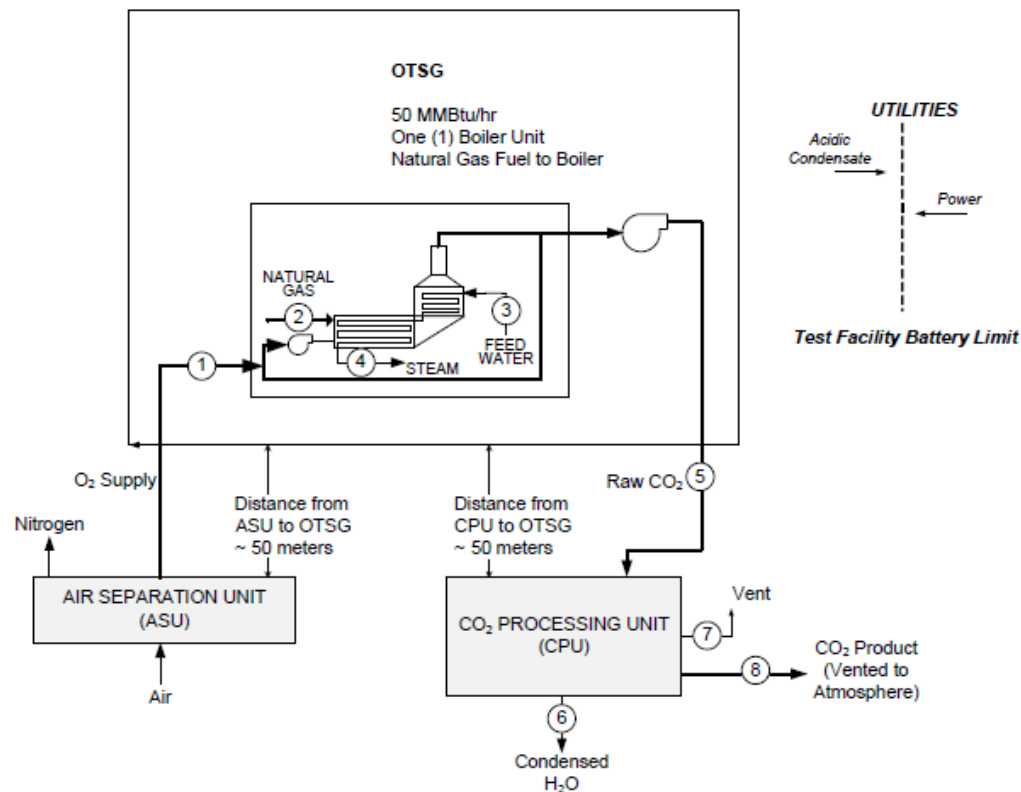 OTSG
50 MMBtu/hr
One (1) Boiler Unit
Natural Gas Fuel to Boiler
UTILITIES
Acidic
Condensate
Power
Test Facility Battery Limit
NATURAL
GAS
2
3
FEED
WATER
4
STEAM
1
O₂ Supply
Distance from
ASU to OTSG
~ 50 meters
Distance from
CPU to OTSG
~ 50 meters
Raw CO₂
5
Nitrogen
AIR SEPARATION UNIT
(ASU)
Air
CO₂ PROCESSING UNIT
(CPU)
Vent
7
8
CO₂ Product
(Vented to
Atmosphere)
6
Condensed
H₂O